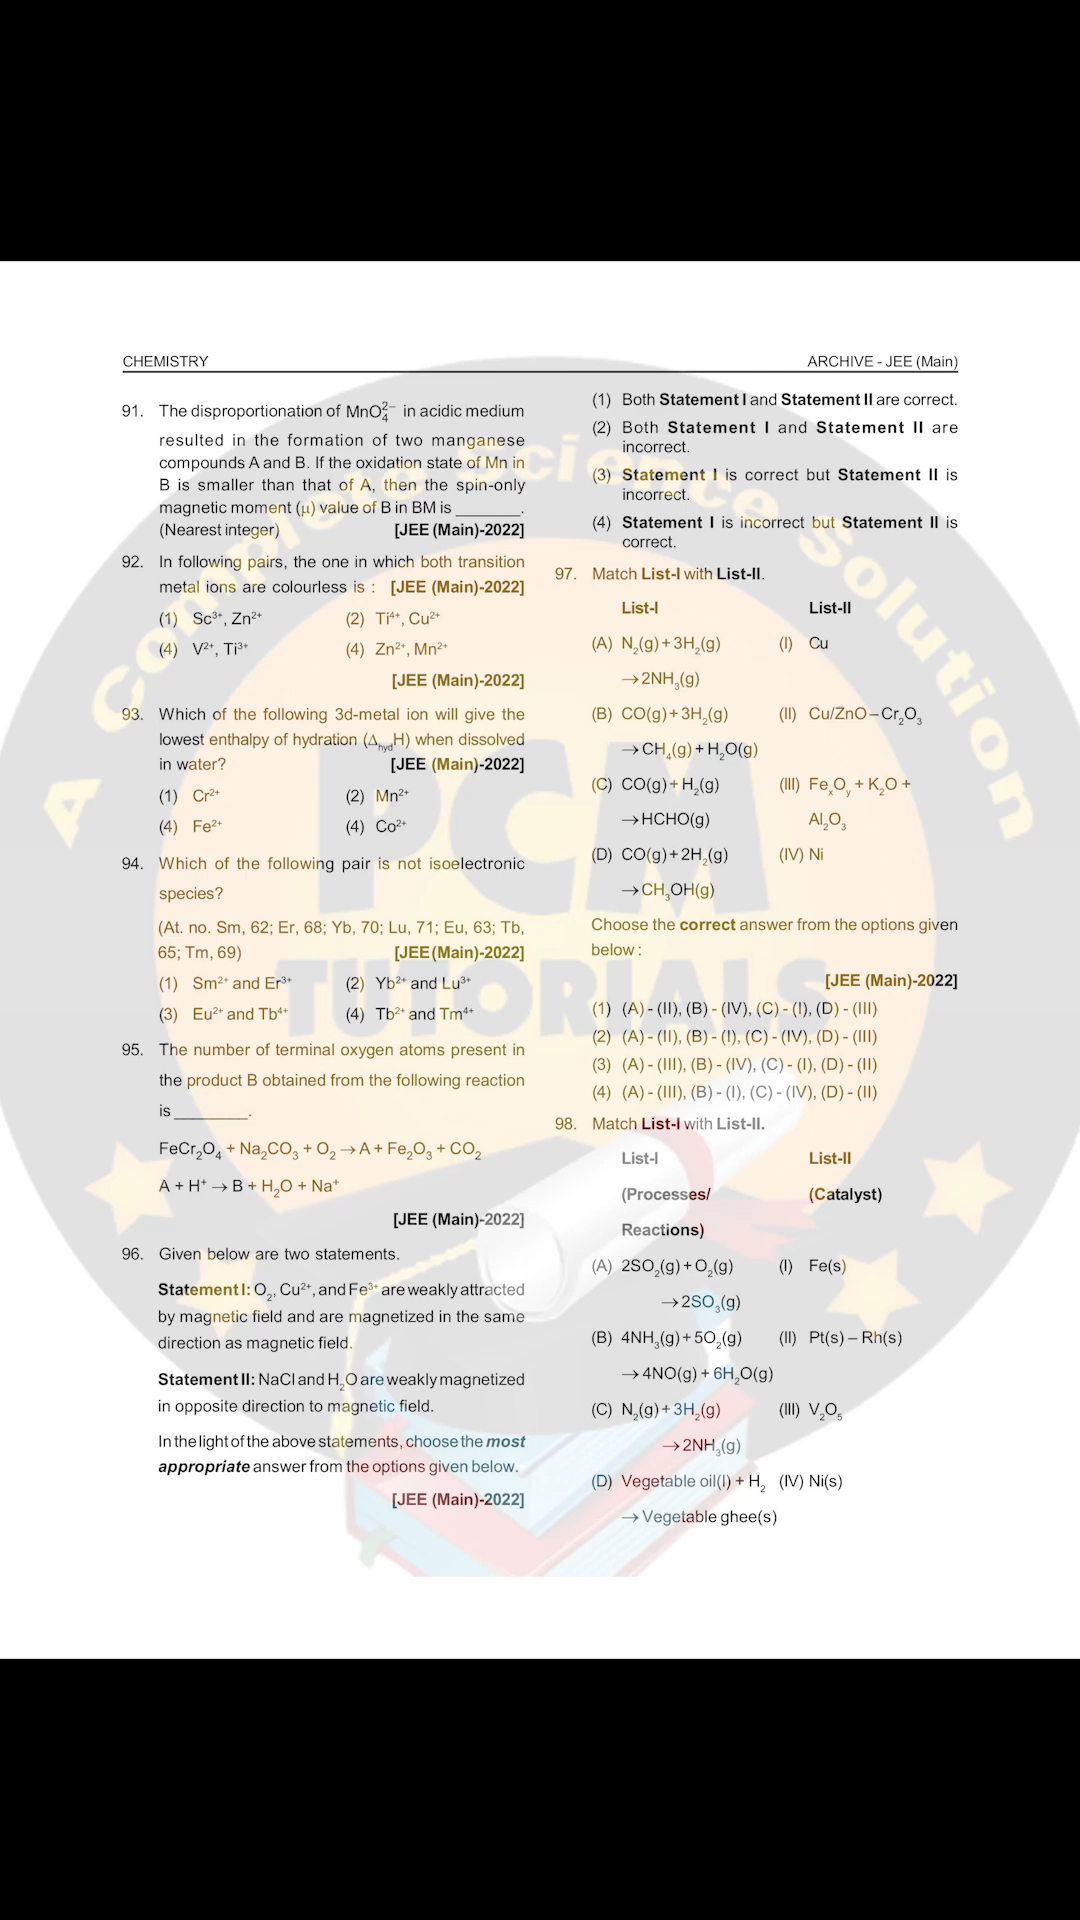 CHEMISTRY
ARCHIVE - JEE (Main)
91. The disproportionation of MnO₄²⁻ in acidic medium
resulted in the formation of two manganese
compounds A and B. If the oxidation state of Mn in
B is smaller than that of A, then the spin-only
magnetic moment (μ) value of B in BM is ________.
(Nearest integer) [JEE (Main)-2022]
92. In following pairs, the one in which both transition
metal ions are colourless is : [JEE (Main)-2022]
(1) Sc³⁺, Zn²⁺ (2) Ti⁴⁺, Cu²⁺
(4) V²⁺, Ti³⁺ (4) Zn²⁺, Mn²⁺
[JEE (Main)-2022]
93. Which of the following 3d-metal ion will give the
lowest enthalpy of hydration (Δhyd H) when dissolved
in water? [JEE (Main)-2022]
(1) Cr²⁺ (2) Mn²⁺
(4) Fe²⁺ (4) Co²⁺
94. Which of the following pair is not isoelectronic
species?
(At. no. Sm, 62; Er, 68; Yb, 70; Lu, 71; Eu, 63; Tb,
65; Tm, 69) [JEE (Main)-2022]
(1) Sm²⁺ and Er³⁺ (2) Yb²⁺ and Lu³⁺
(3) Eu²⁺ and Tb⁴⁺ (4) Tb²⁺ and Tm⁴⁺
95. The number of terminal oxygen atoms present in
the product B obtained from the following reaction
is ________.
FeCr₂O₄ + Na₂CO₃ + O₂ → A + Fe₂O₃ + CO₂
A + H⁺ → B + H₂O + Na⁺
[JEE (Main)-2022]
96. Given below are two statements.
Statement I: O₂, Cu²⁺, and Fe³⁺ are weakly attracted
by magnetic field and are magnetized in the same
direction as magnetic field.
Statement II: NaCl and H₂O are weakly magnetized
in opposite direction to magnetic field.
In the light of the above statements, choose the most
appropriate answer from the options given below.
[JEE (Main)-2022]
(1) Both Statement I and Statement II are correct.
(2) Both Statement I and Statement II are
incorrect.
(3) Statement I is correct but Statement II is
incorrect.
(4) Statement I is incorrect but Statement II is
correct.
97. Match List-I with List-II.
List-I List-II
(A) N₂(g) + 3H₂(g) (I) Cu
→ 2NH₃(g)
(B) CO(g) + 3H₂(g) (II) Cu/ZnO – Cr₂O₃
→ CH₄(g) + H₂O(g)
(C) CO(g) + H₂(g) (III) FeₓOᵧ + K₂O +
→ HCHO(g) Al₂O₃
(D) CO(g) + 2H₂(g) (IV) Ni
→ CH₃OH(g)
Choose the correct answer from the options given
below :
[JEE (Main)-2022]
(1) (A) - (II), (B) - (IV), (C) - (I), (D) - (III)
(2) (A) - (II), (B) - (I), (C) - (IV), (D) - (III)
(3) (A) - (III), (B) - (IV), (C) - (I), (D) - (II)
(4) (A) - (III), (B) - (I), (C) - (IV), (D) - (II)
98. Match List-I with List-II.
List-I List-II
(Processes/ (Catalyst)
Reactions)
(A) 2SO₂(g) + O₂(g) (I) Fe(s)
→ 2SO₃(g)
(B) 4NH₃(g) + 5O₂(g) (II) Pt(s) – Rh(s)
→ 4NO(g) + 6H₂O(g)
(C) N₂(g) + 3H₂(g) (III) V₂O₅
→ 2NH₃(g)
(D) Vegetable oil(l) + H₂ (IV) Ni(s)
→ Vegetable ghee(s)
A Complete Science Solution
PCM
TUTORIALS